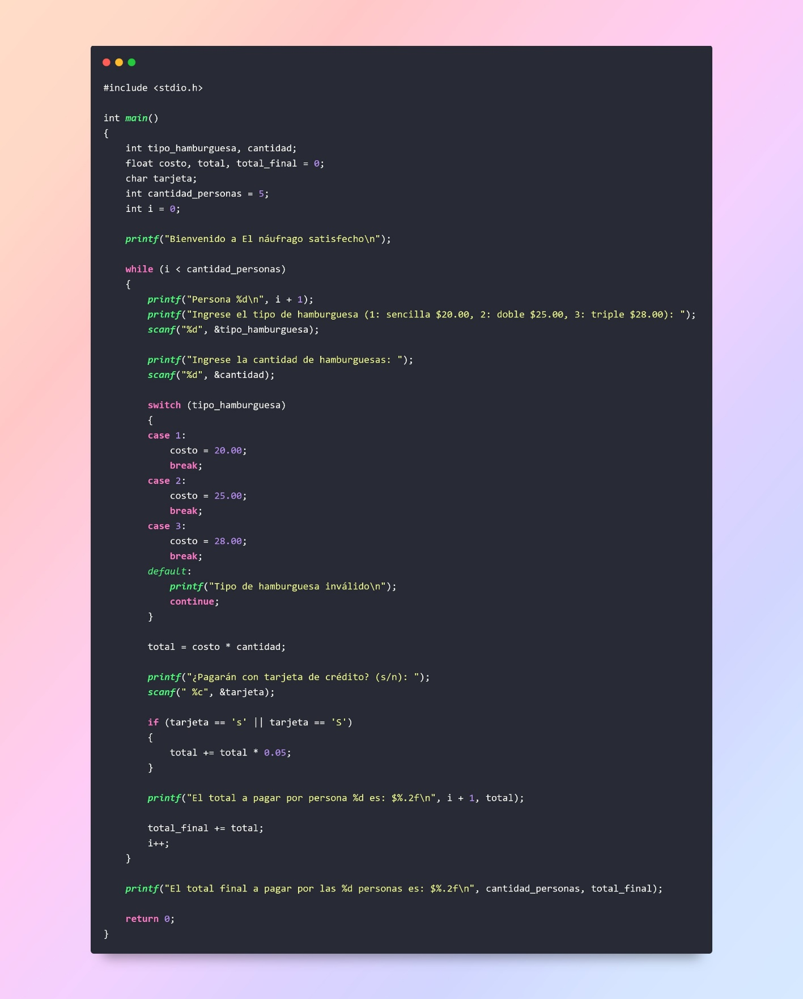 #include <stdio.h>

int main()
{
    int tipo_hamburguesa, cantidad;
    float costo, total, total_final = 0;
    char tarjeta;
    int cantidad_personas = 5;
    int i = 0;

    printf("Bienvenido a El náufrago satisfecho\n");

    while (i < cantidad_personas)
    {
        printf("Persona %d\n", i + 1);
        printf("Ingrese el tipo de hamburguesa (1: sencilla $20.00, 2: doble $25.00, 3: triple $28.00): ");
        scanf("%d", &tipo_hamburguesa);

        printf("Ingrese la cantidad de hamburguesas: ");
        scanf("%d", &cantidad);

        switch (tipo_hamburguesa)
        {
        case 1:
            costo = 20.00;
            break;
        case 2:
            costo = 25.00;
            break;
        case 3:
            costo = 28.00;
            break;
        default:
            printf("Tipo de hamburguesa inválido\n");
            continue;
        }

        total = costo * cantidad;

        printf("¿Pagarán con tarjeta de crédito? (s/n): ");
        scanf(" %c", &tarjeta);

        if (tarjeta == 's' || tarjeta == 'S')
        {
            total += total * 0.05;
        }

        printf("El total a pagar por persona %d es: $%.2f\n", i + 1, total);

        total_final += total;
        i++;
    }

    printf("El total final a pagar por las %d personas es: $%.2f\n", cantidad_personas, total_final);

    return 0;
}